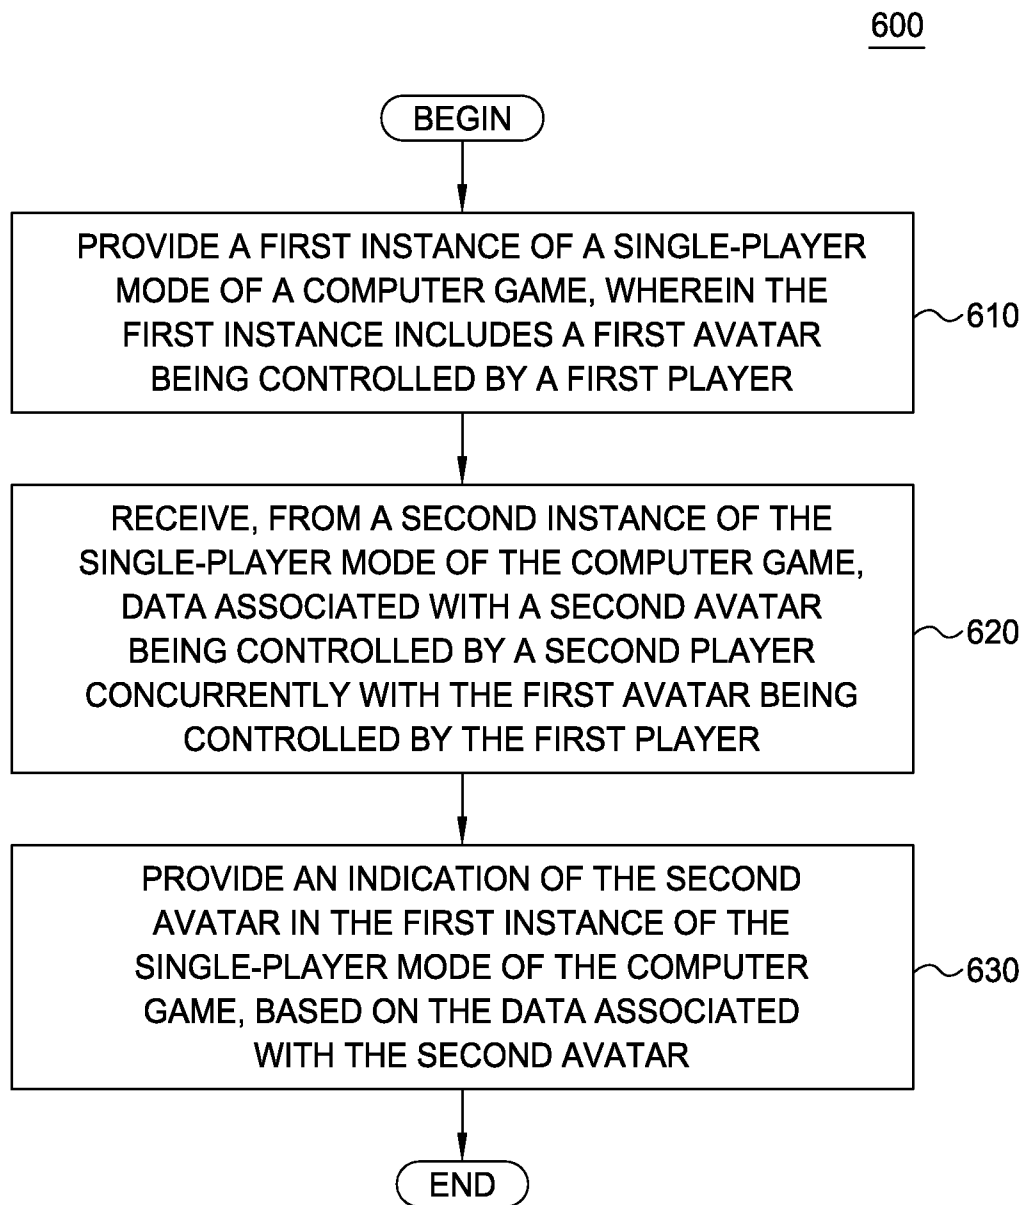 600
BEGIN
PROVIDE A FIRST INSTANCE OF A SINGLE-PLAYER
MODE OF A COMPUTER GAME, WHEREIN THE
FIRST INSTANCE INCLUDES A FIRST AVATAR
BEING CONTROLLED BY A FIRST PLAYER
610
RECEIVE, FROM A SECOND INSTANCE OF THE
SINGLE-PLAYER MODE OF THE COMPUTER GAME,
DATA ASSOCIATED WITH A SECOND AVATAR
BEING CONTROLLED BY A SECOND PLAYER
CONCURRENTLY WITH THE FIRST AVATAR BEING
CONTROLLED BY THE FIRST PLAYER
620
PROVIDE AN INDICATION OF THE SECOND
AVATAR IN THE FIRST INSTANCE OF THE
SINGLE-PLAYER MODE OF THE COMPUTER
GAME, BASED ON THE DATA ASSOCIATED
WITH THE SECOND AVATAR
630
END